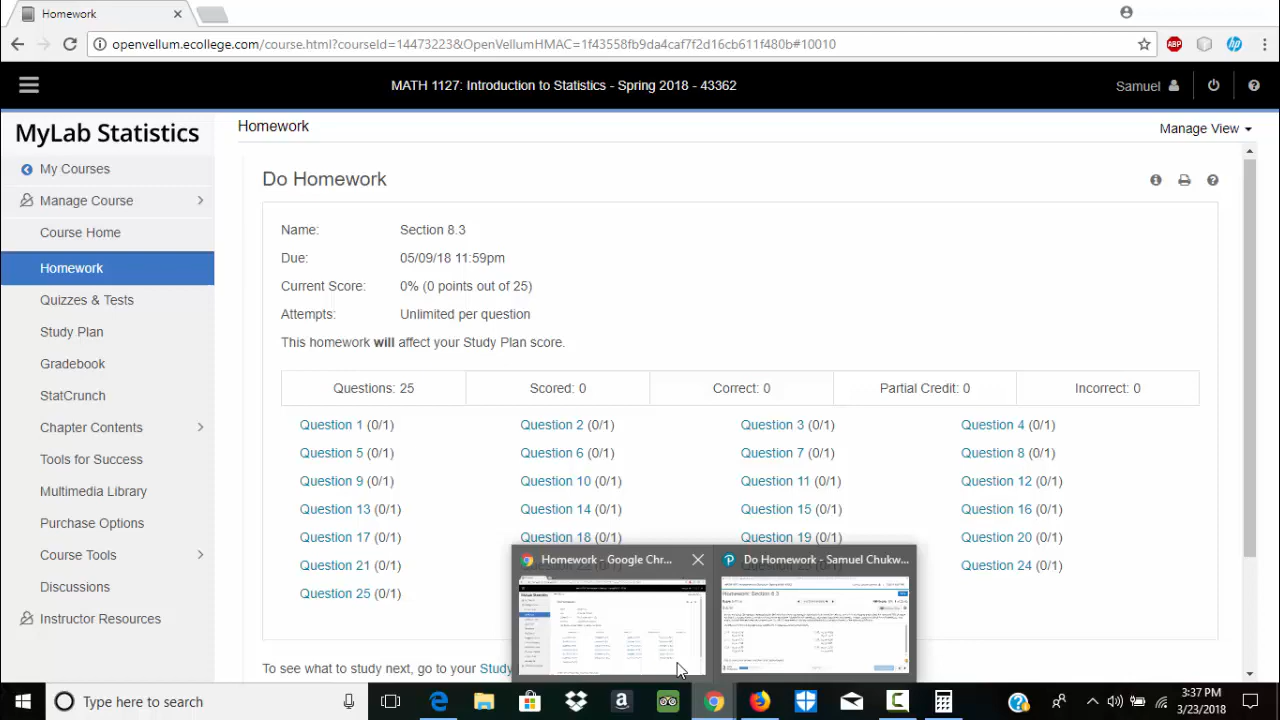 Homework
openvellum.ecollege.com/course.html?courseId=14473223&OpenVellumHMAC=1f43558fb9da4caf7f2d16cb611f480b#10010
ABP
MATH 1127: Introduction to Statistics - Spring 2018 - 43362
Samuel
MyLab Statistics
My Courses
Manage Course
Course Home
Homework
Quizzes & Tests
Study Plan
Gradebook
StatCrunch
Chapter Contents
Tools for Success
Multimedia Library
Purchase Options
Course Tools
Discussions
Instructor Resources
Homework
Manage View
Do Homework
Name: Section 8.3
Due: 05/09/18 11:59pm
Current Score: 0% (0 points out of 25)
Attempts: Unlimited per question
This homework will affect your Study Plan score.
Questions: 25 Scored: 0 Correct: 0 Partial Credit: 0 Incorrect: 0
Question 1 (0/1) Question 2 (0/1) Question 3 (0/1) Question 4 (0/1)
Question 5 (0/1) Question 6 (0/1) Question 7 (0/1) Question 8 (0/1)
Question 9 (0/1) Question 10 (0/1) Question 11 (0/1) Question 12 (0/1)
Question 13 (0/1) Question 14 (0/1) Question 15 (0/1) Question 16 (0/1)
Question 17 (0/1) Question 18 (0/1) Question 19 (0/1) Question 20 (0/1)
Question 21 (0/1) Question 24 (0/1)
Question 25 (0/1)
To see what to study next, go to your Study
Homework - Google Chr...
Do Homework - Samuel Chukw...
Homework: Section 8.3
Type here to search
3:37 PM
3/23/2018